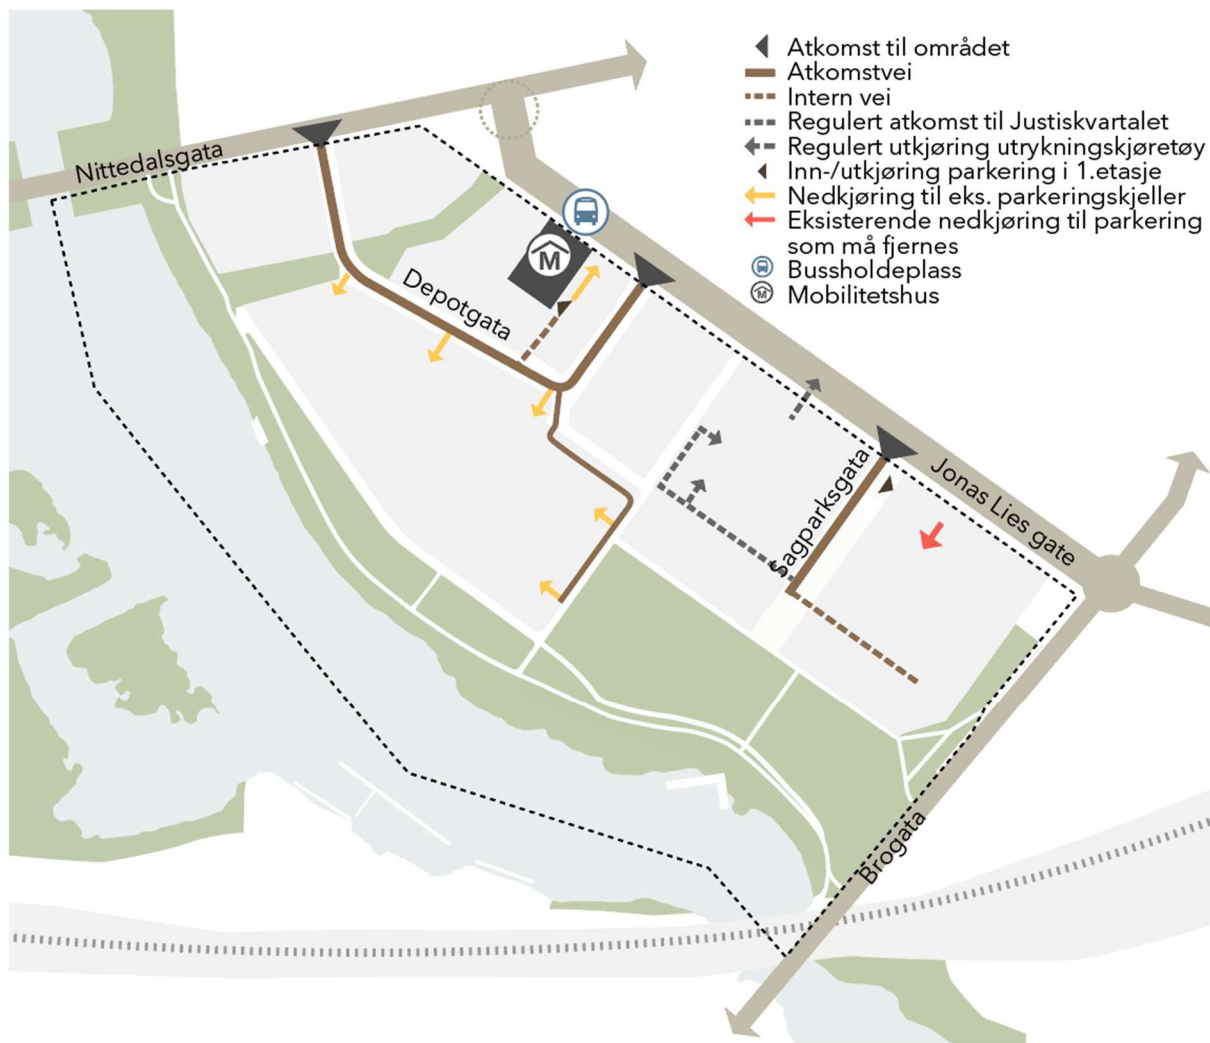 Atkomst til området
Atkomstvei
Intern vei
Regulert atkomst til Justiskvartalet
Regulert utkjøring utrykningskjøretøy
Inn-/utkjøring parkering i 1.etasje
Nedkjøring til eks. parkeringskjeller
Eksisterende nedkjøring til parkering
som må fjernes
Bussholdeplass
M Mobilitetshus
Nittedalsgata
M
Depotgata
Sagparksgata
Jonas Lies gate
Brogata